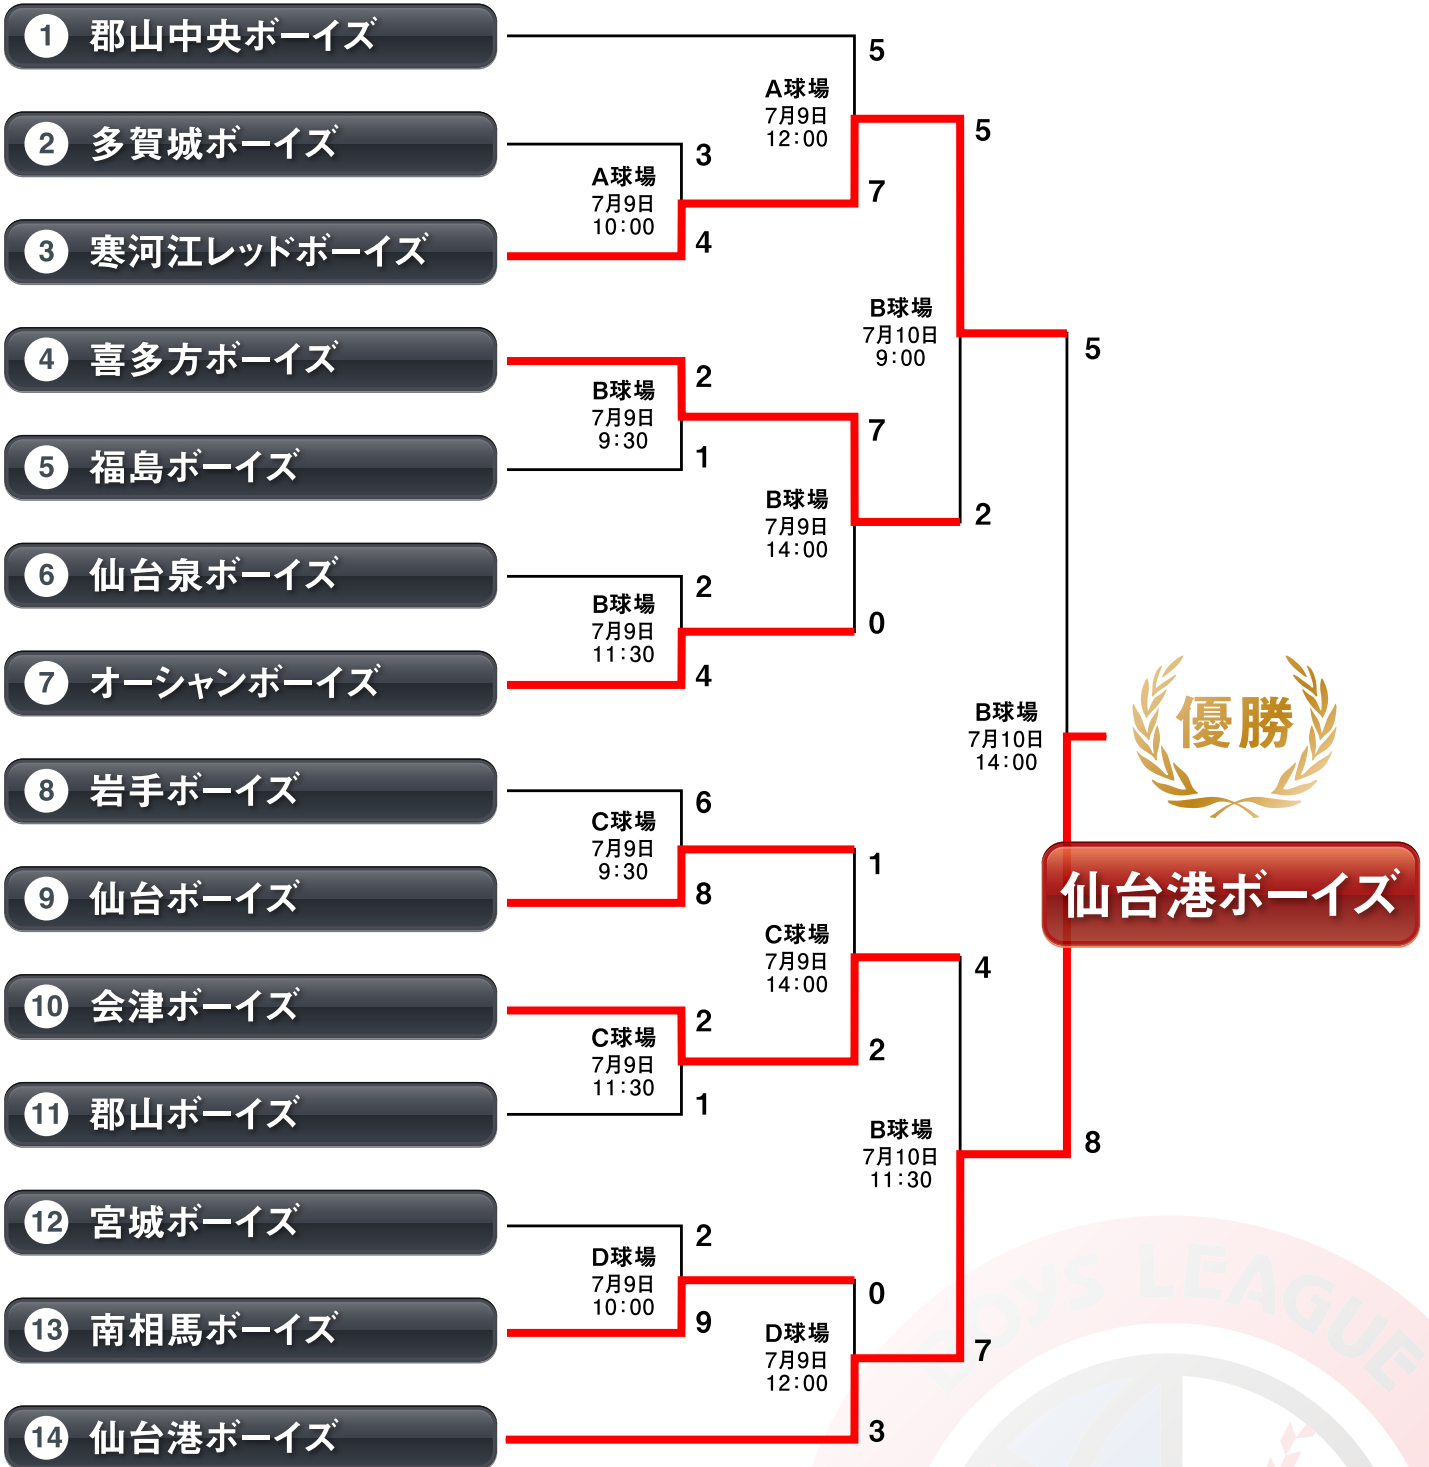 1 郡山中央ボーイズ
5
A球場
7月9日
12:00
5
2 多賀城ボーイズ
3
A球場
7月9日
10:00
7
3 寒河江レッドボーイズ
4
B球場
7月10日
9:00
5
4 喜多方ボーイズ
2
B球場
7月9日
9:30
7
5 福島ボーイズ
1
B球場
7月9日
14:00
2
6 仙台泉ボーイズ
2
B球場
7月9日
11:30
0
7 オーシャンボーイズ
4
B球場
7月10日
14:00
優勝
仙台港ボーイズ
8 岩手ボーイズ
6
C球場
7月9日
9:30
1
9 仙台ボーイズ
8
C球場
7月9日
14:00
4
10 会津ボーイズ
2
C球場
7月9日
11:30
2
11 郡山ボーイズ
1
B球場
7月10日
11:30
8
12 宮城ボーイズ
2
D球場
7月9日
10:00
0
13 南相馬ボーイズ
9
D球場
7月9日
12:00
7
14 仙台港ボーイズ
3
BOYS LEAGUE